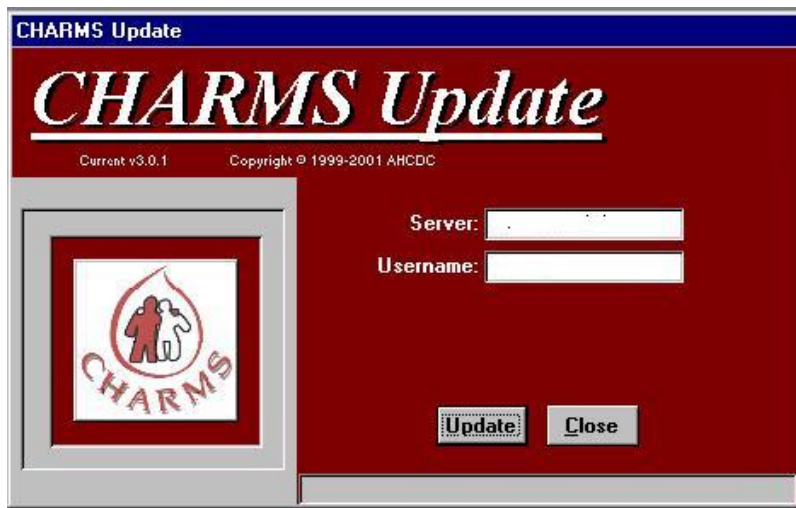 CHARMS Update
CHARMS Update
Current v3.0.1 Copyright © 1999-2001 AHCDC
Server:
Username:
CHARMS
Update Close